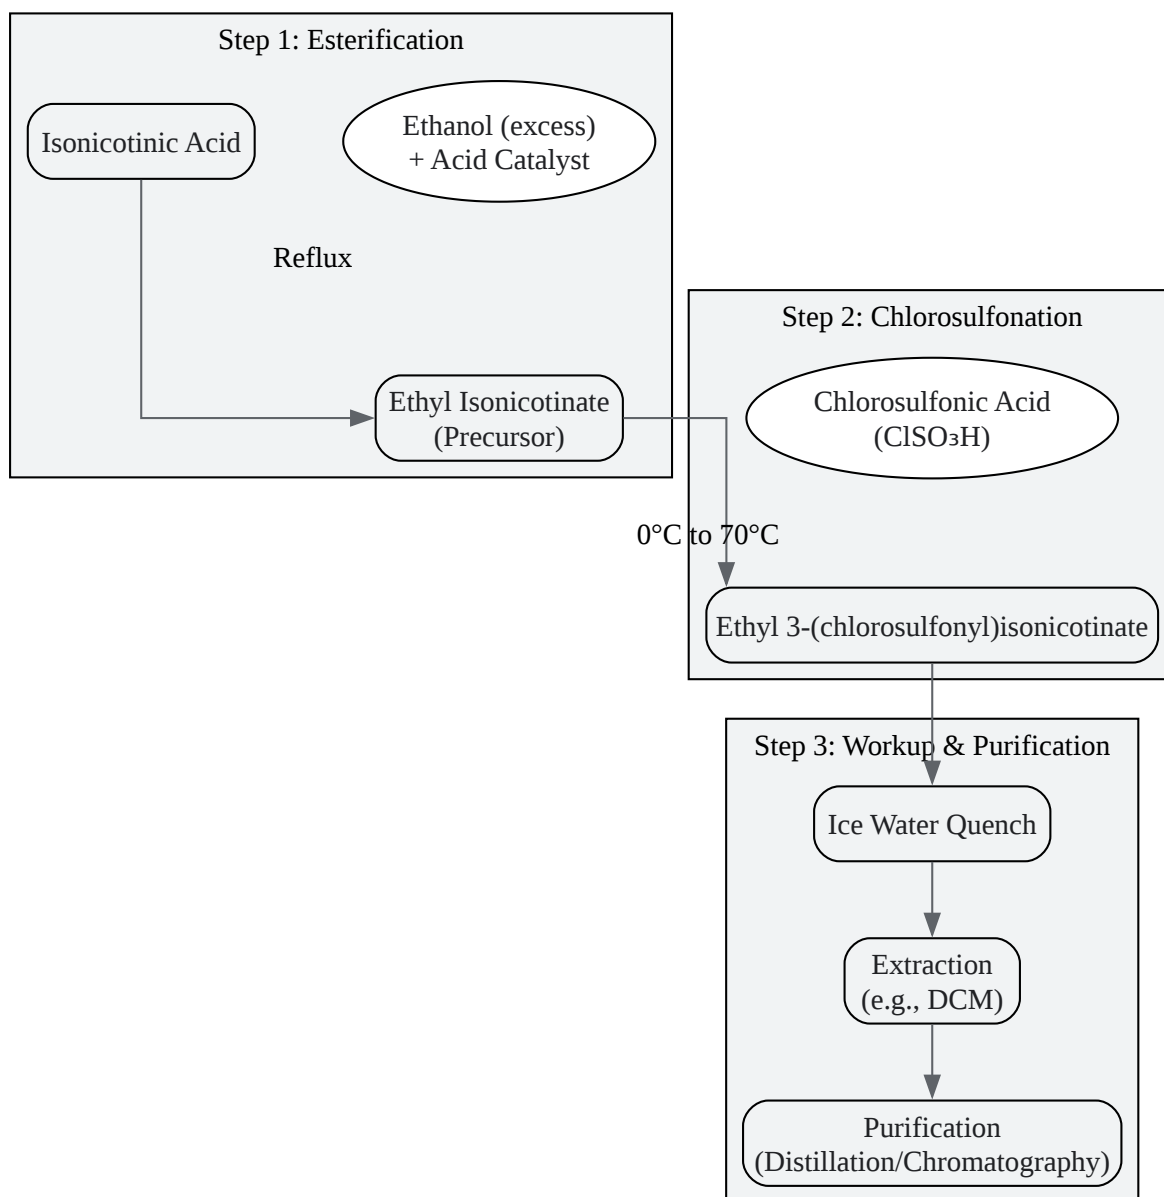 Step 1: Esterification
Isonicotinic Acid
Ethanol (excess)
+ Acid Catalyst
Reflux
Ethyl Isonicotinate
(Precursor)
Step 2: Chlorosulfonation
Chlorosulfonic Acid
(ClSO₃H)
0°C to 70°C
Ethyl 3-(chlorosulfonyl)isonicotinate
Step 3: Workup & Purification
Ice Water Quench
Extraction
(e.g., DCM)
Purification
(Distillation/Chromatography)